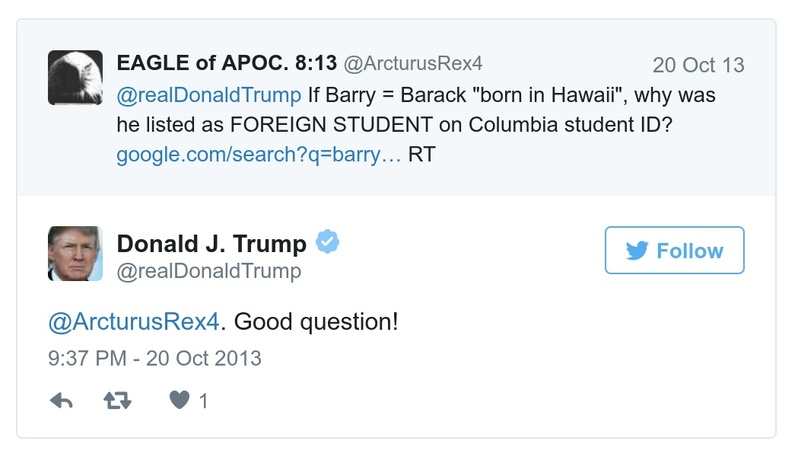 EAGLE of APOC. 8:13 @ArcturusRex4 20 Oct 13
@realDonaldTrump If Barry = Barack "born in Hawaii", why was
he listed as FOREIGN STUDENT on Columbia student ID?
google.com/search?q=barry… RT
Donald J. Trump
@realDonaldTrump
Follow
@ArcturusRex4. Good question!
9:37 PM - 20 Oct 2013
1